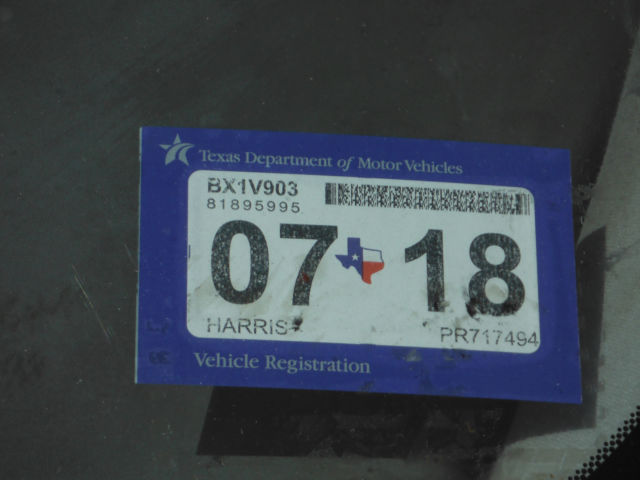 Texas Department of Motor Vehicles
BX1V903
81895995
07 18
HARRIS
PR717494
Vehicle Registration